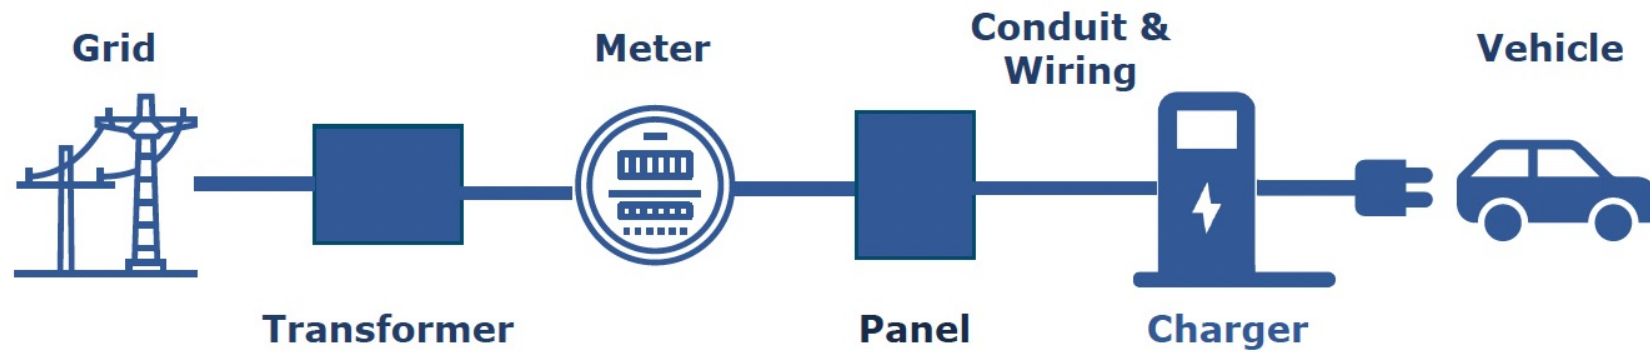 Grid
Meter
Conduit &
Wiring
Vehicle
Transformer
Panel
Charger